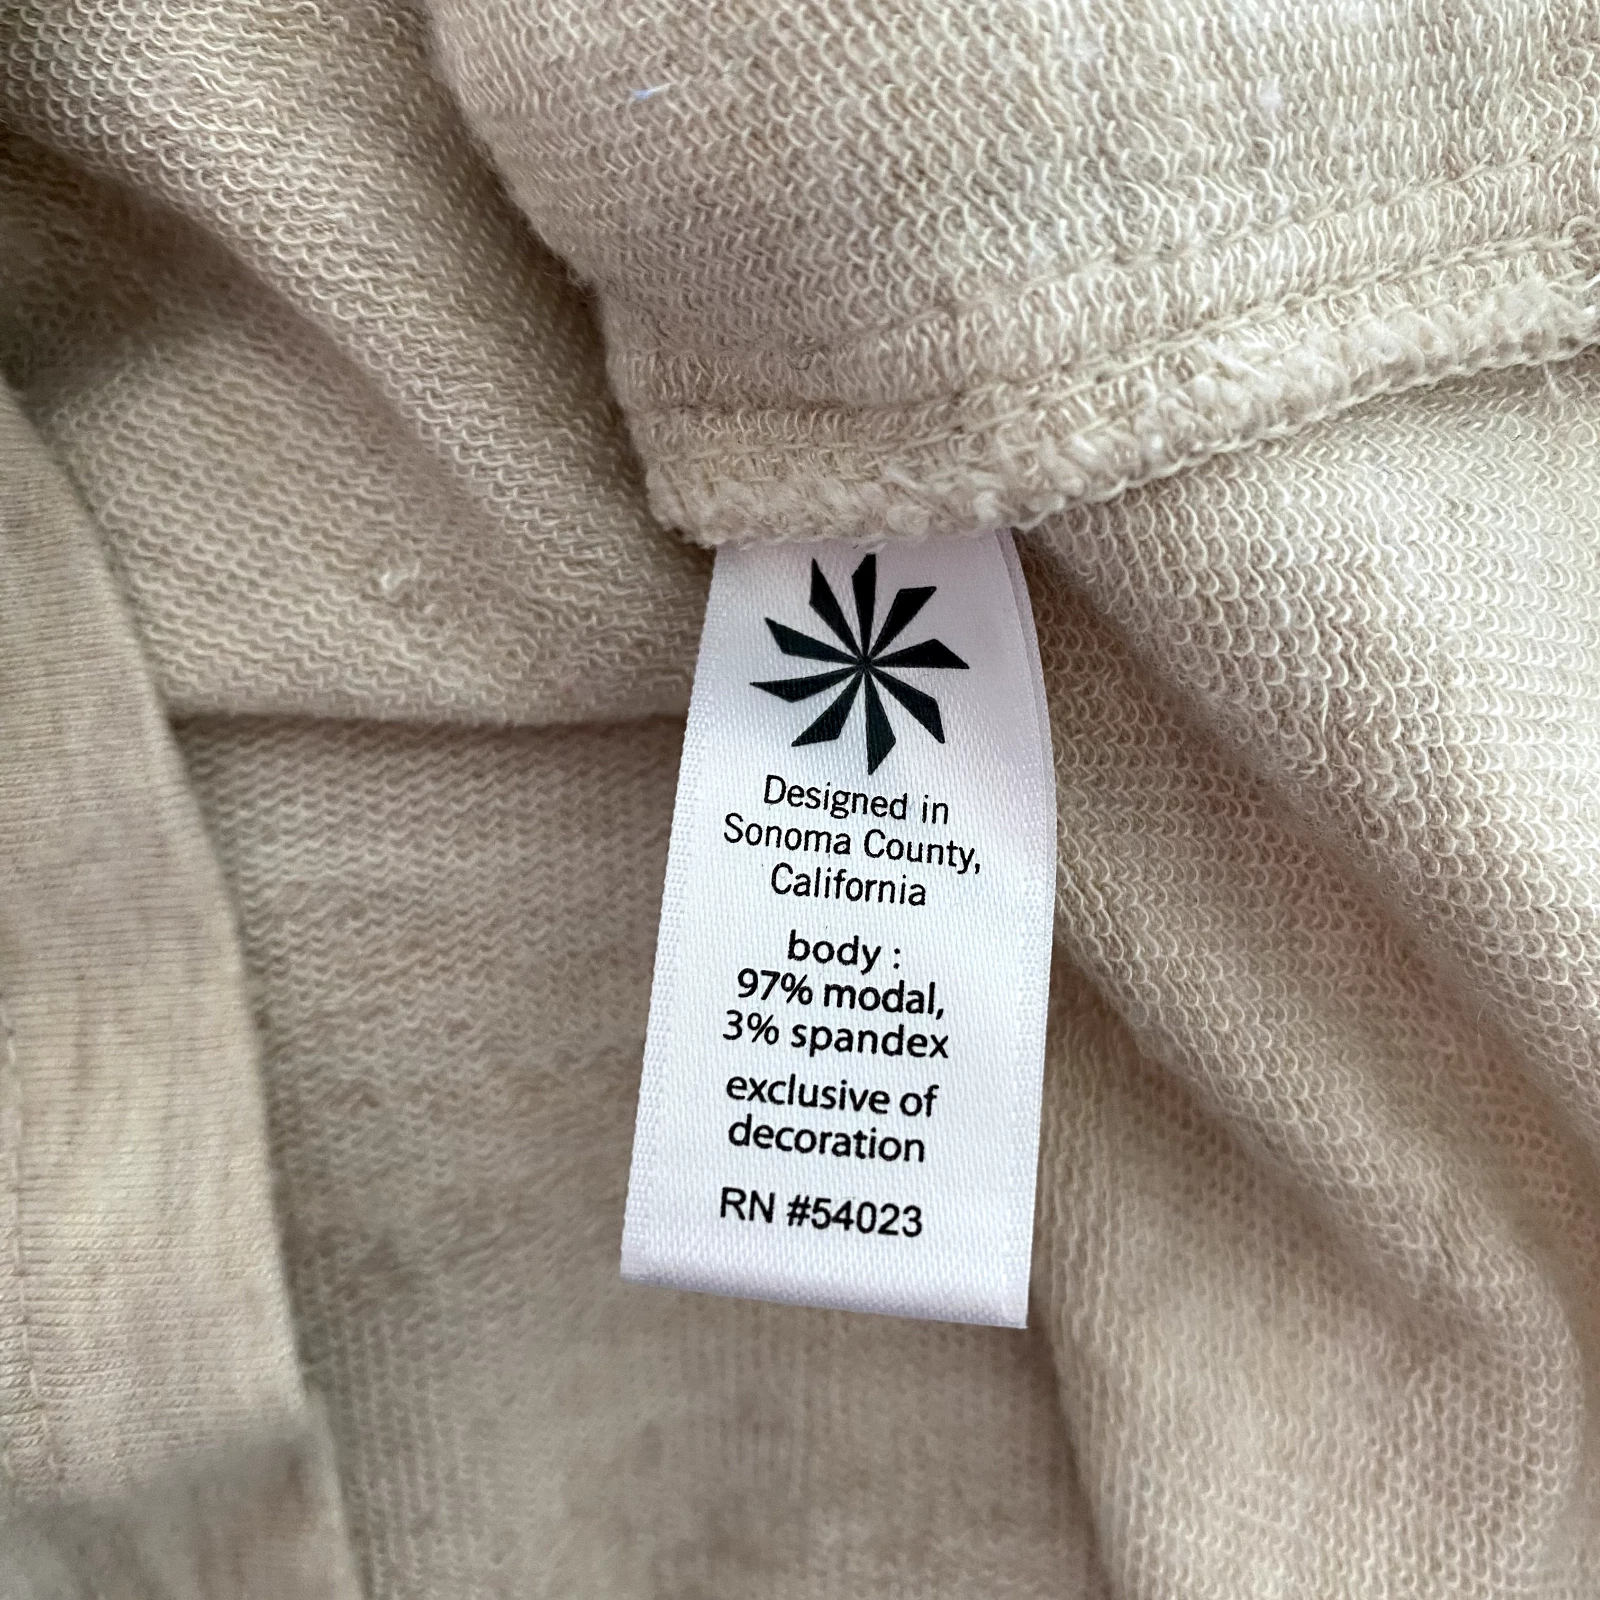 Designed in
Sonoma County,
California
body :
97% modal,
3% spandex
exclusive of
decoration
RN #54023